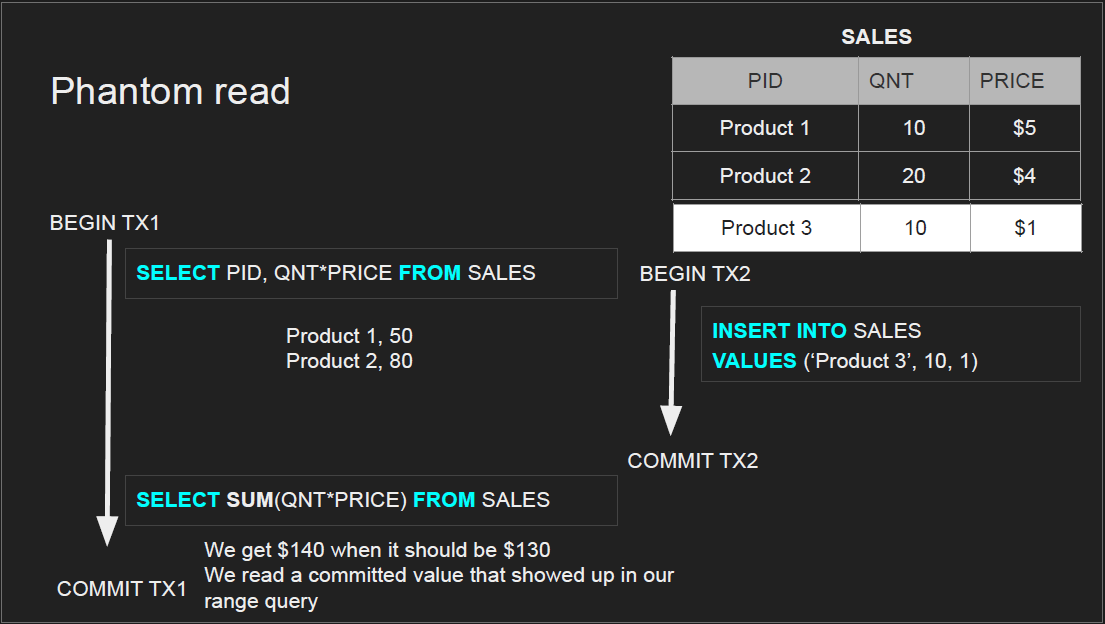 Phantom read
SALES
PID QNT PRICE
Product 1 10 $5
Product 2 20 $4
Product 3 10 $1
BEGIN TX1
SELECT PID, QNT*PRICE FROM SALES
Product 1, 50
Product 2, 80
BEGIN TX2
INSERT INTO SALES
VALUES (‘Product 3’, 10, 1)
COMMIT TX2
SELECT SUM(QNT*PRICE) FROM SALES
We get $140 when it should be $130
We read a committed value that showed up in our
range query
COMMIT TX1